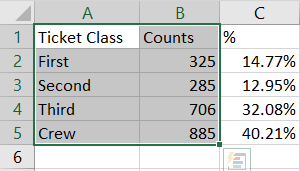 A B C
1 Ticket Class Counts %
2 First 325 14.77%
3 Second 285 12.95%
4 Third 706 32.08%
5 Crew 885 40.21%
6